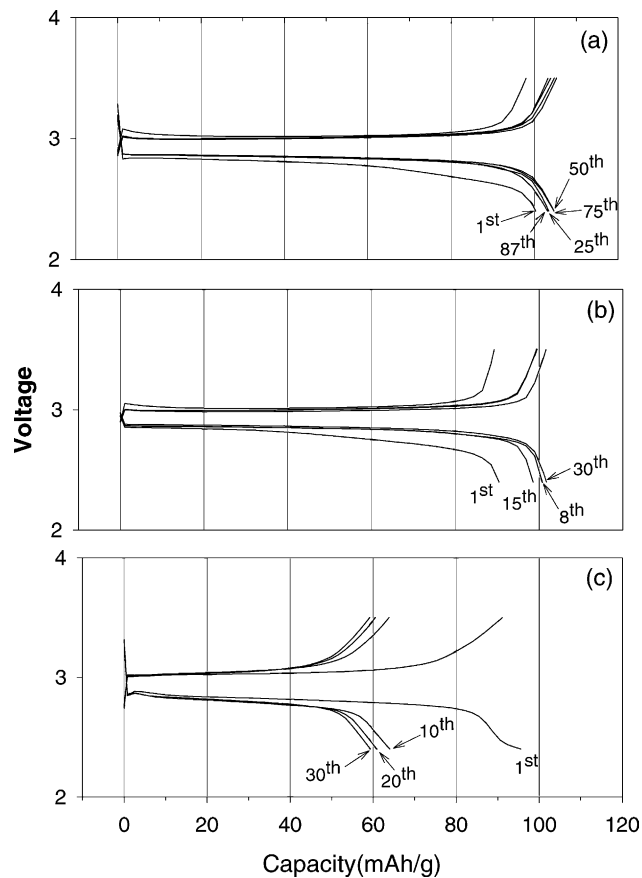 4
(a)
3
50th
1st
75th
87th
25th
2
4
(b)
3
Voltage
30th
1st
15th
8th
2
4
(c)
3
10th
30th
20th
1st
2
0 20 40 60 80 100 120
Capacity(mAh/g)